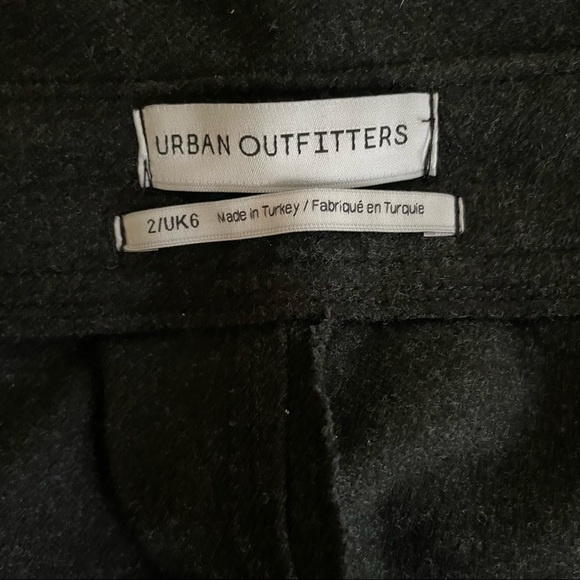 URBAN OUTFITTERS
2/UK6 Made in Turkey / Fabriqué en Turquie